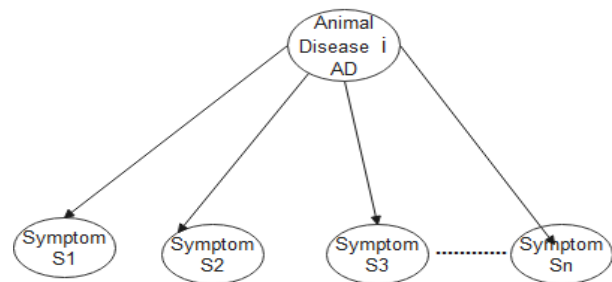 Animal
Disease i
AD
Symptom
S1
Symptom
S2
Symptom
S3
Symptom
Sn